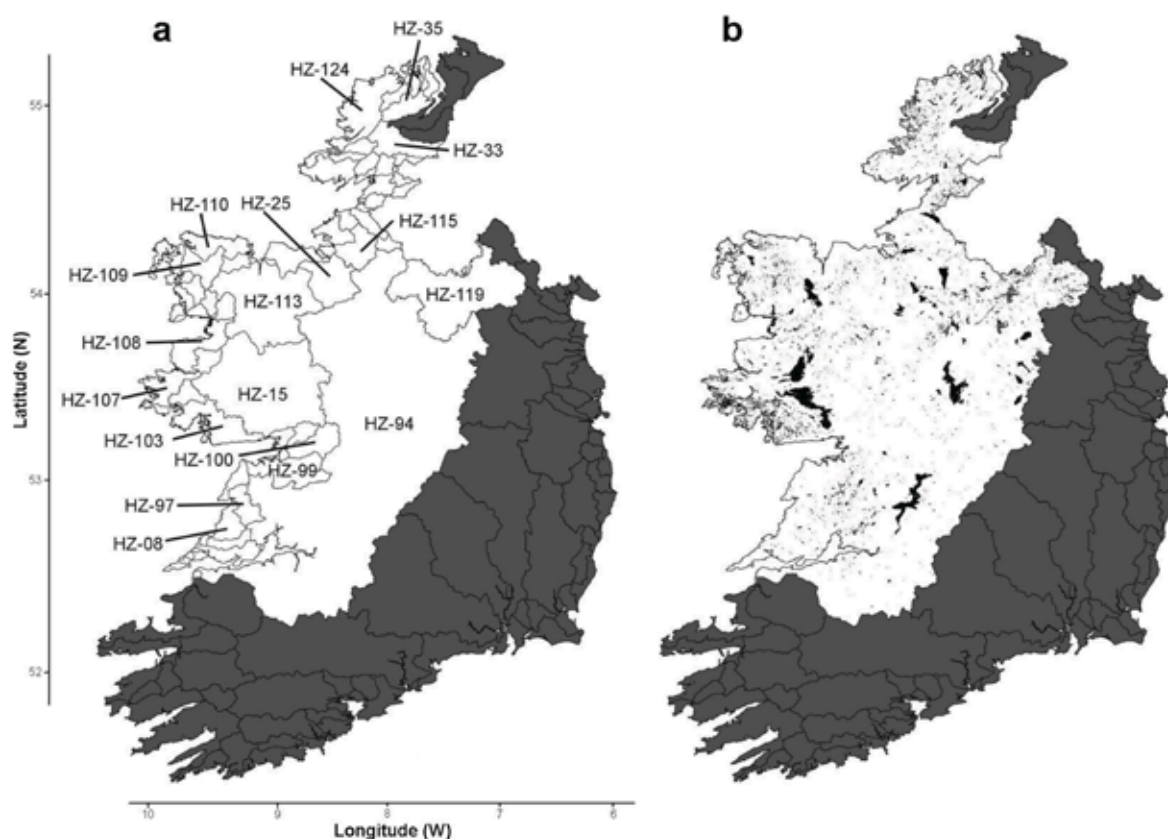 a
b
HZ-35
HZ-124
HZ-33
HZ-110
HZ-25
HZ-115
HZ-109
HZ-113
HZ-119
HZ-108
HZ-15
HZ-107
HZ-94
HZ-103
HZ-100
HZ-99
HZ-97
HZ-08
Latitude (N)
55
54
53
52
10
9
8
7
6
Longitude (W)